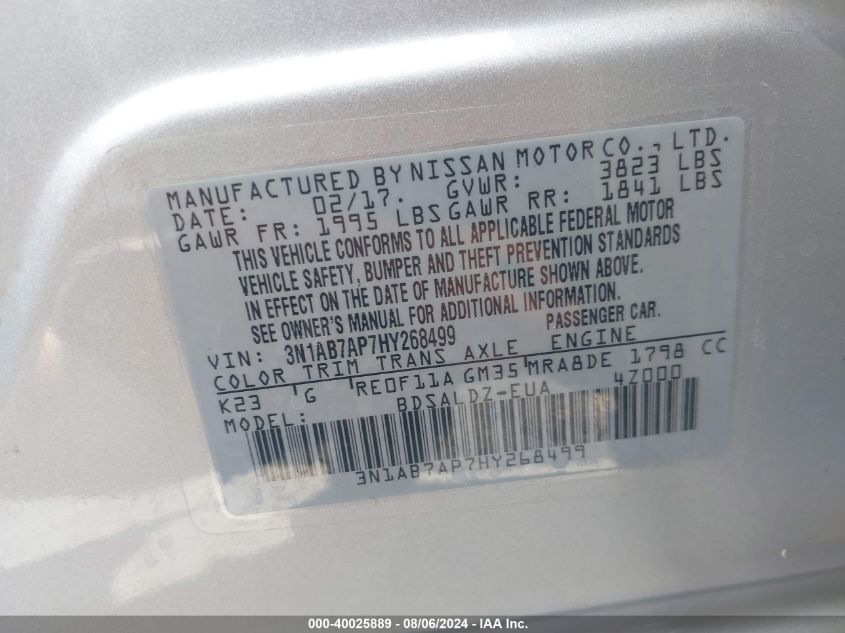 MANUFACTURED BY NISSAN MOTOR CO., LTD.
DATE: 02/17. GVWR: 3823 LBS
GAWR FR: 1995 LBS GAWR RR: 1841 LBS
THIS VEHICLE CONFORMS TO ALL APPLICABLE FEDERAL MOTOR
VEHICLE SAFETY, BUMPER AND THEFT PREVENTION STANDARDS
IN EFFECT ON THE DATE OF MANUFACTURE SHOWN ABOVE.
SEE OWNER'S MANUAL FOR ADDITIONAL INFORMATION.
VIN: 3N1AB7AP7HY268499 PASSENGER CAR.
COLOR TRIM TRANS AXLE ENGINE
K23 G RE0F11A GM35 MRA8DE 1798 CC
MODEL: BDSALDZ-EUA 4Z000
3N1AB7AP7HY268499
000-40025889 - 08/06/2024 - IAA Inc.